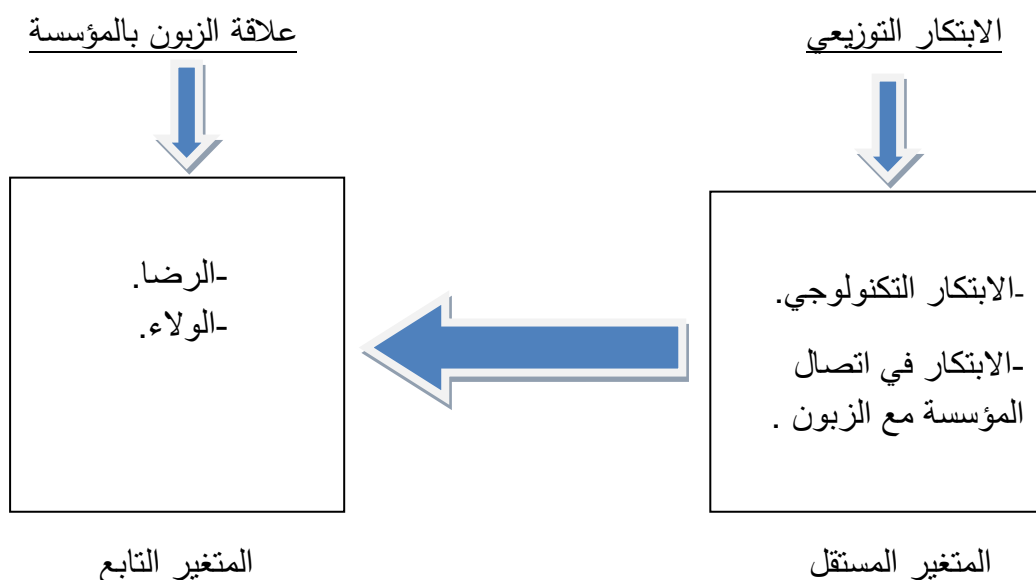 الابتكار التوزيعي
علاقة الزبون بالمؤسسة
-الابتكار التكنولوجي.
-الابتكار في اتصال
المؤسسة مع الزبون .
-الرضا.
-الولاء.
المتغير المستقل
المتغير التابع